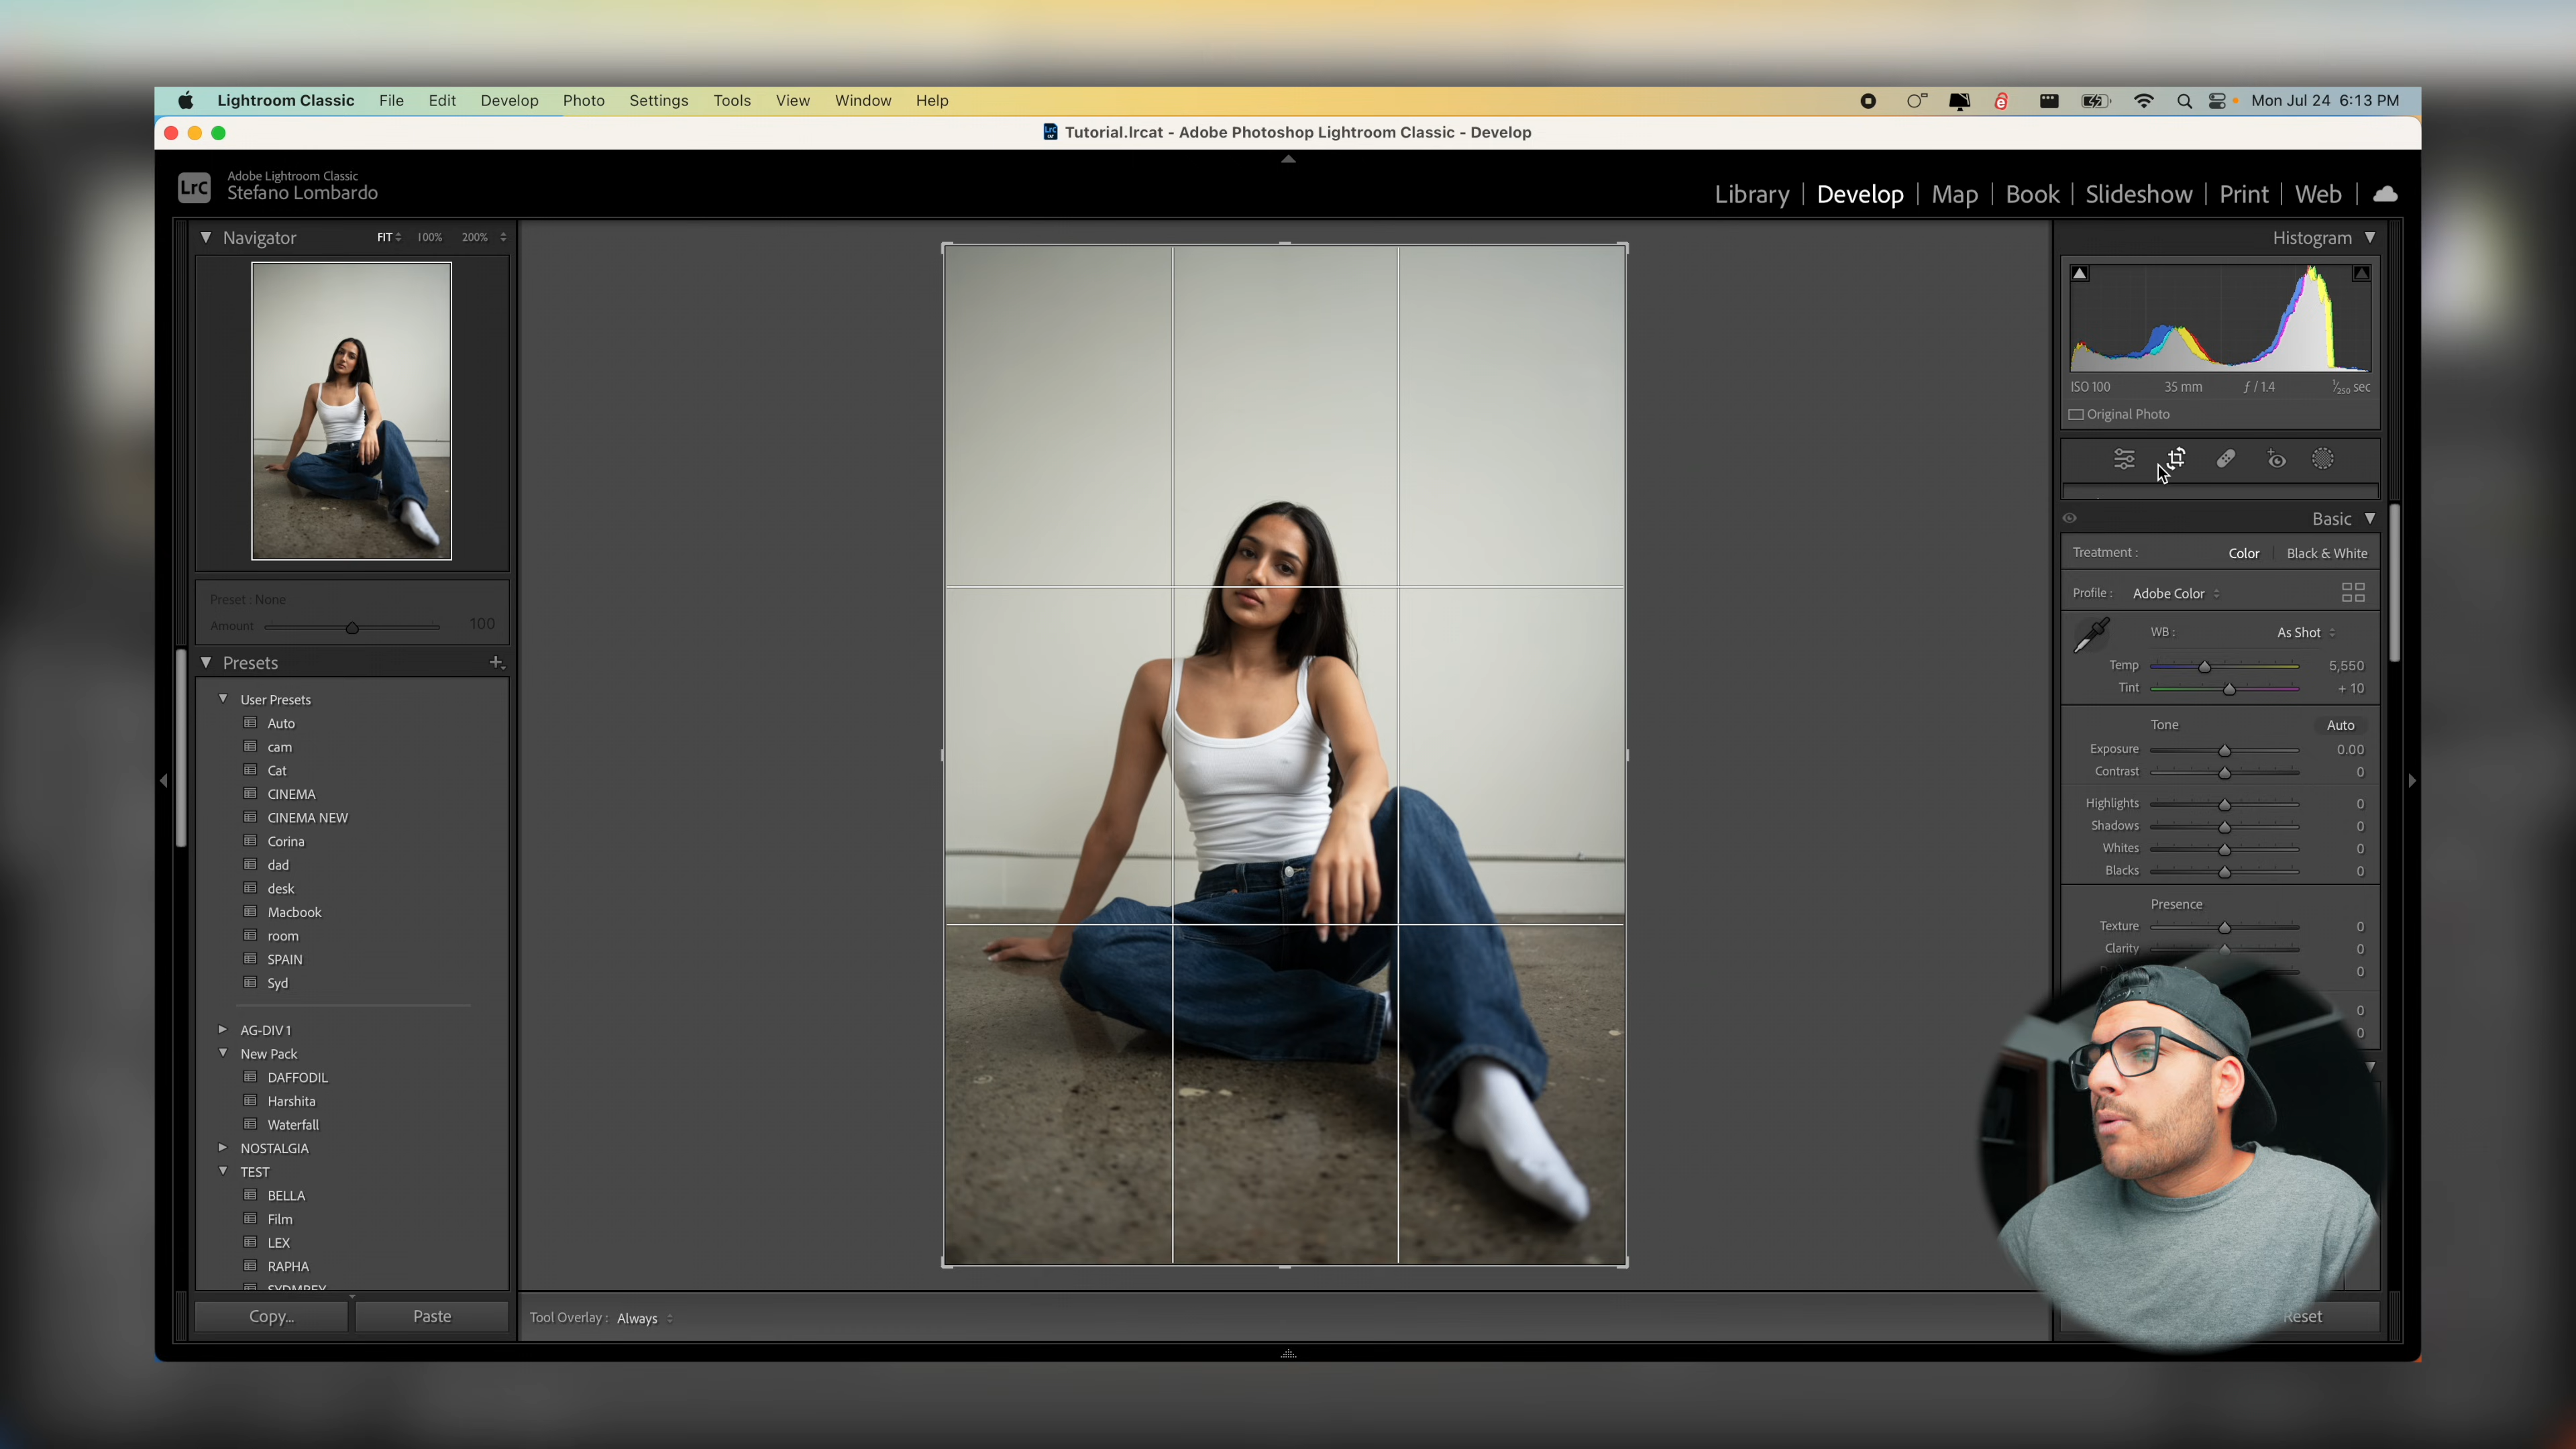 Lightroom Classic File Edit Develop Photo Settings Tools View Window Help Mon Jul 24 6:13 PM
Tutorial.lrcat - Adobe Photoshop Lightroom Classic - Develop
LrC
Adobe Lightroom Classic
Stefano Lombardo
Library | Develop | Map | Book | Slideshow | Print | Web
Navigator FIT 100% 200%
Preset : None
Amount 100
Presets +
User Presets
Auto
cam
Cat
CINEMA
CINEMA NEW
Corina
dad
desk
Macbook
room
SPAIN
Syd
AG-DIV 1
New Pack
DAFFODIL
Harshita
Waterfall
NOSTALGIA
TEST
BELLA
Film
LEX
RAPHA
Copy... Paste
Tool Overlay : Always
Histogram
ISO 100 35 mm ƒ / 1.4 1/250 sec
Original Photo
Basic
Treatment : Color Black & White
Profile : Adobe Color
WB : As Shot
Temp 5,550
Tint + 10
Tone Auto
Exposure 0.00
Contrast 0
Highlights 0
Shadows 0
Whites 0
Blacks 0
Presence
Texture 0
Clarity 0
0
0
0
Reset